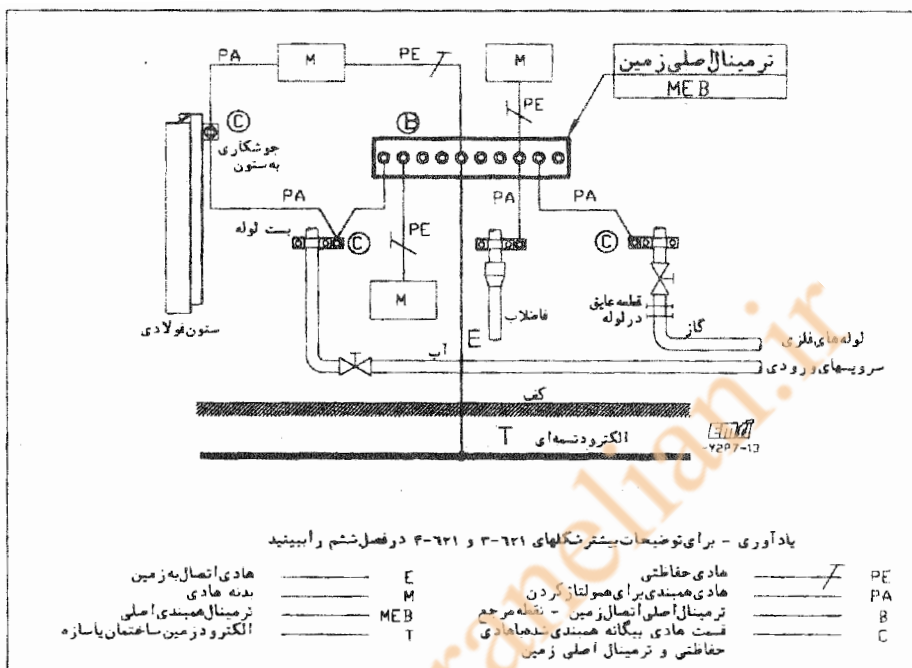 PA
M
PE
M
ترمینال اصلی زمین
MEB
C
B
PE
جوشکاری
به ستون
PA
PA
PA
بست لوله
C
PE
C
M
فاضلاب
قطعه عایق
در لوله
گاز
ستون فولادی
E
آب
لوله های فلزی
سرویسهای ورودی
کف
T
الکترود تسمه ای
یادآوری - برای توضیحات بیشتر شکلهای ۶۲۱-۳ و ۶۲۱-۴ در فصل ششم را ببینید
PE هادی حفاظتی
PA هادی همبندی برای همولتاژ کردن
B ترمینال اصلی اتصال زمین - نقطه مرجع
C قسمت هادی بیگانه همبندی شده با هادی
حفاظتی و ترمینال اصلی زمین
E هادی اتصال به زمین
M بدنه هادی
MEB ترمینال همبندی اصلی
T الکترود زمین ساختمان یا سازه
ranelian.ir